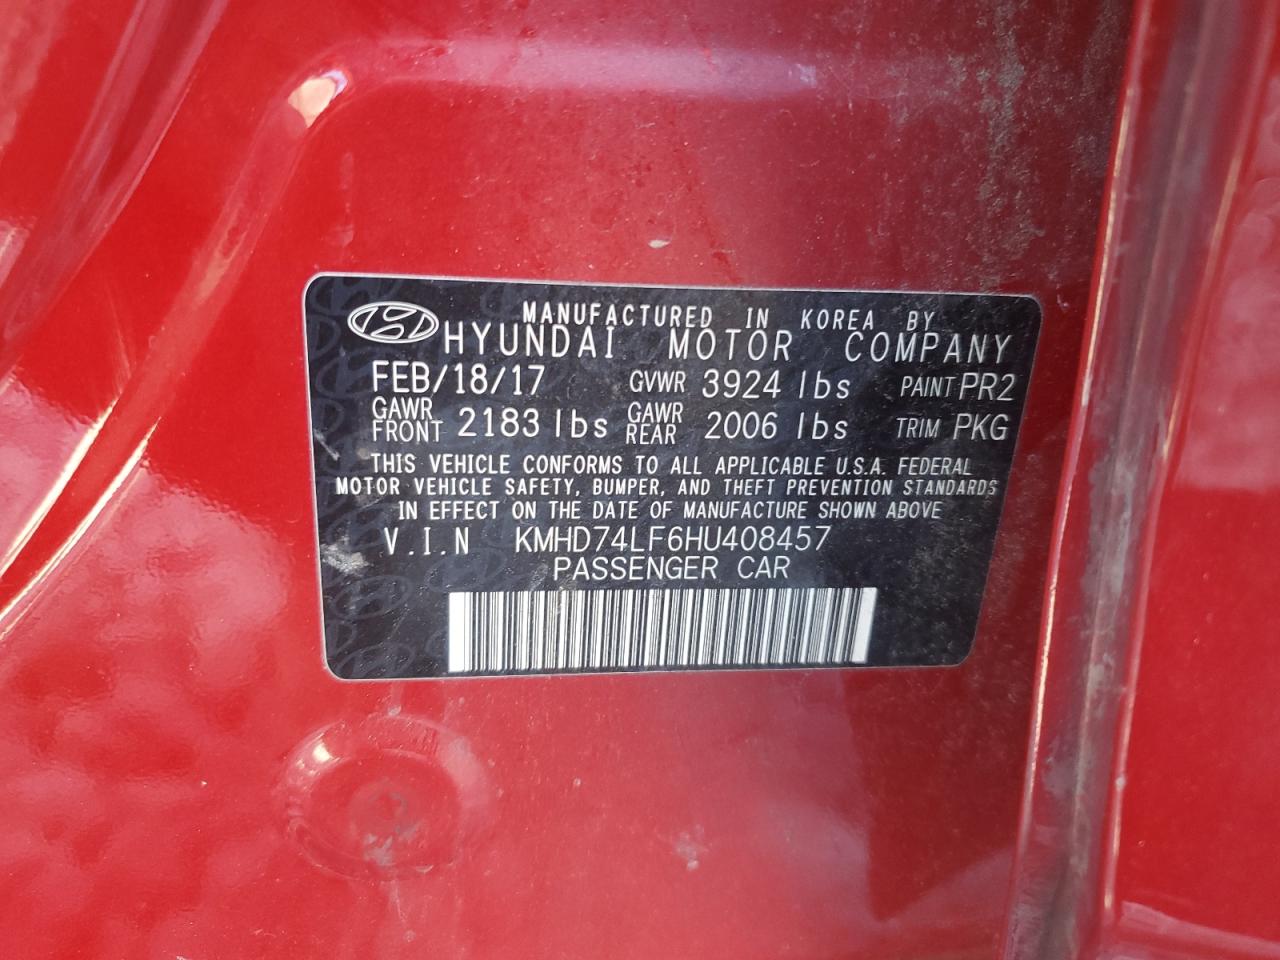 MANUFACTURED IN KOREA BY
HYUNDAI MOTOR COMPANY
FEB/18/17 GVWR 3924 lbs PAINT PR2
GAWR FRONT 2183 lbs GAWR REAR 2006 lbs TRIM PKG
THIS VEHICLE CONFORMS TO ALL APPLICABLE U.S.A. FEDERAL
MOTOR VEHICLE SAFETY, BUMPER, AND THEFT PREVENTION STANDARDS
IN EFFECT ON THE DATE OF MANUFACTURE SHOWN ABOVE
V.I.N KMHD74LF6HU408457
PASSENGER CAR